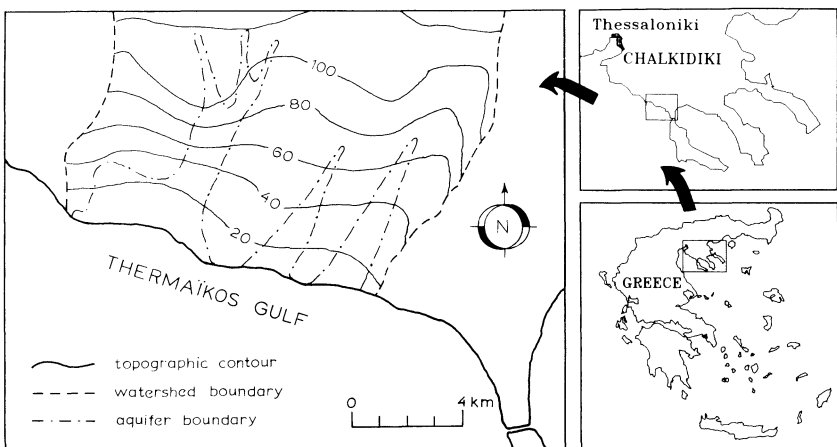 100
80
60
40
20
N
THERMAÏKOS GULF
topographic contour
watershed boundary
aquifer boundary
0 4 km
Thessaloniki
CHALKIDIKI
GREECE